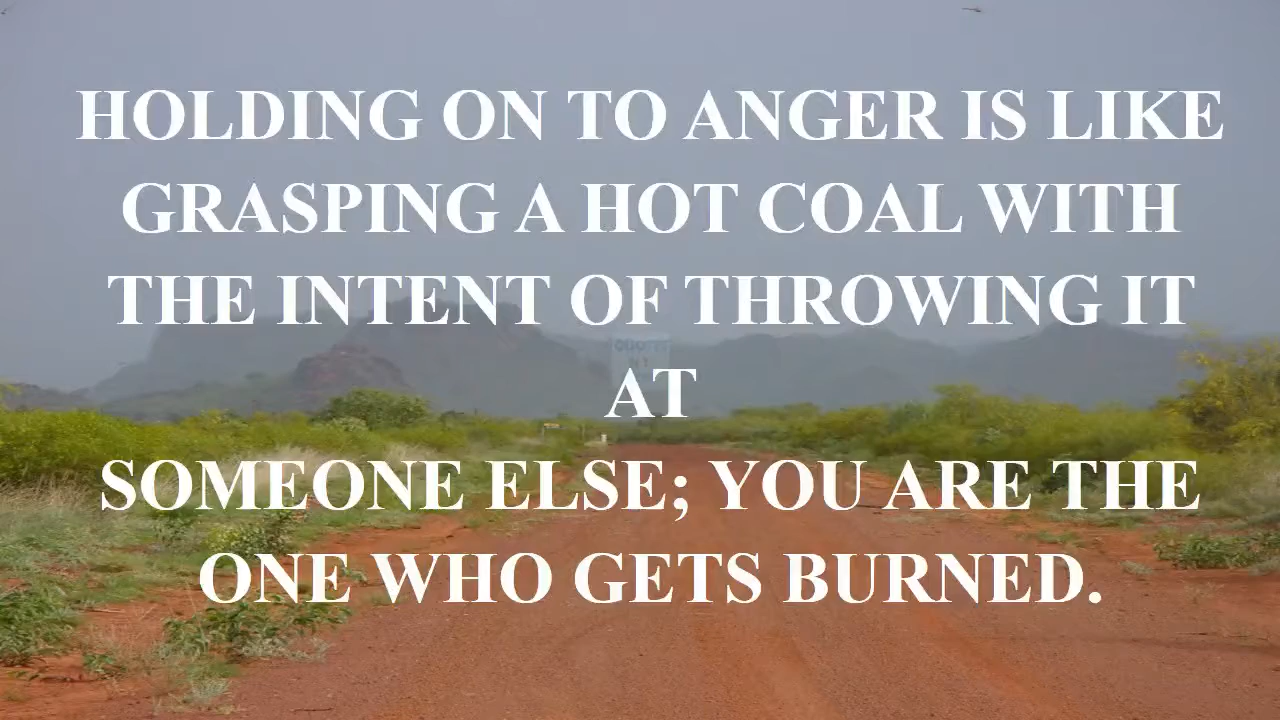 HOLDING ON TO ANGER IS LIKE
GRASPING A HOT COAL WITH
THE INTENT OF THROWING IT
AT
SOMEONE ELSE; YOU ARE THE
ONE WHO GETS BURNED.